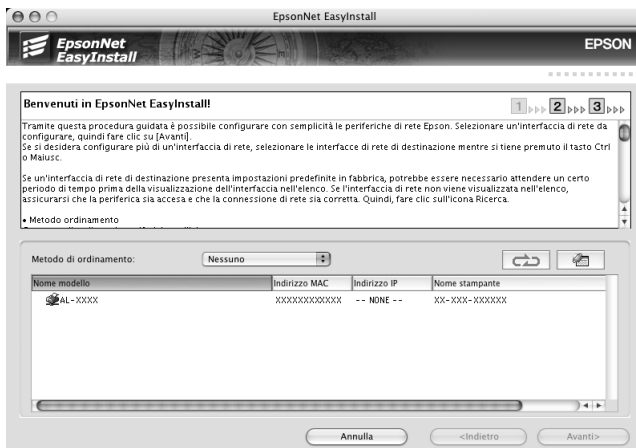 EpsonNet EasyInstall
EpsonNet
EasyInstall
EPSON
Benvenuti in EpsonNet EasyInstall!
1 2 3
Tramite questa procedura guidata è possibile configurare con semplicità le periferiche di rete Epson. Selezionare un'interfaccia di rete da
configurare, quindi fare clic su [Avanti].
Se si desidera configurare più di un'interfaccia di rete, selezionare le interfacce di rete di destinazione mentre si tiene premuto il tasto Ctrl
o Maiusc.
Se un'interfaccia di rete di destinazione presenta impostazioni predefinite in fabbrica, potrebbe essere necessario attendere un certo
periodo di tempo prima della visualizzazione dell'interfaccia nell'elenco. Se l'interfaccia di rete non viene visualizzata nell'elenco,
assicurarsi che la periferica sia accesa e che la connessione di rete sia corretta. Quindi, fare clic sull'icona Ricerca.
• Metodo ordinamento
Metodo di ordinamento: Nessuno
Nome modello Indirizzo MAC Indirizzo IP Nome stampante
AL-XXXX XXXXXXXXXXXX -- NONE -- XX-XXX-XXXXXX
Annulla <Indietro Avanti>